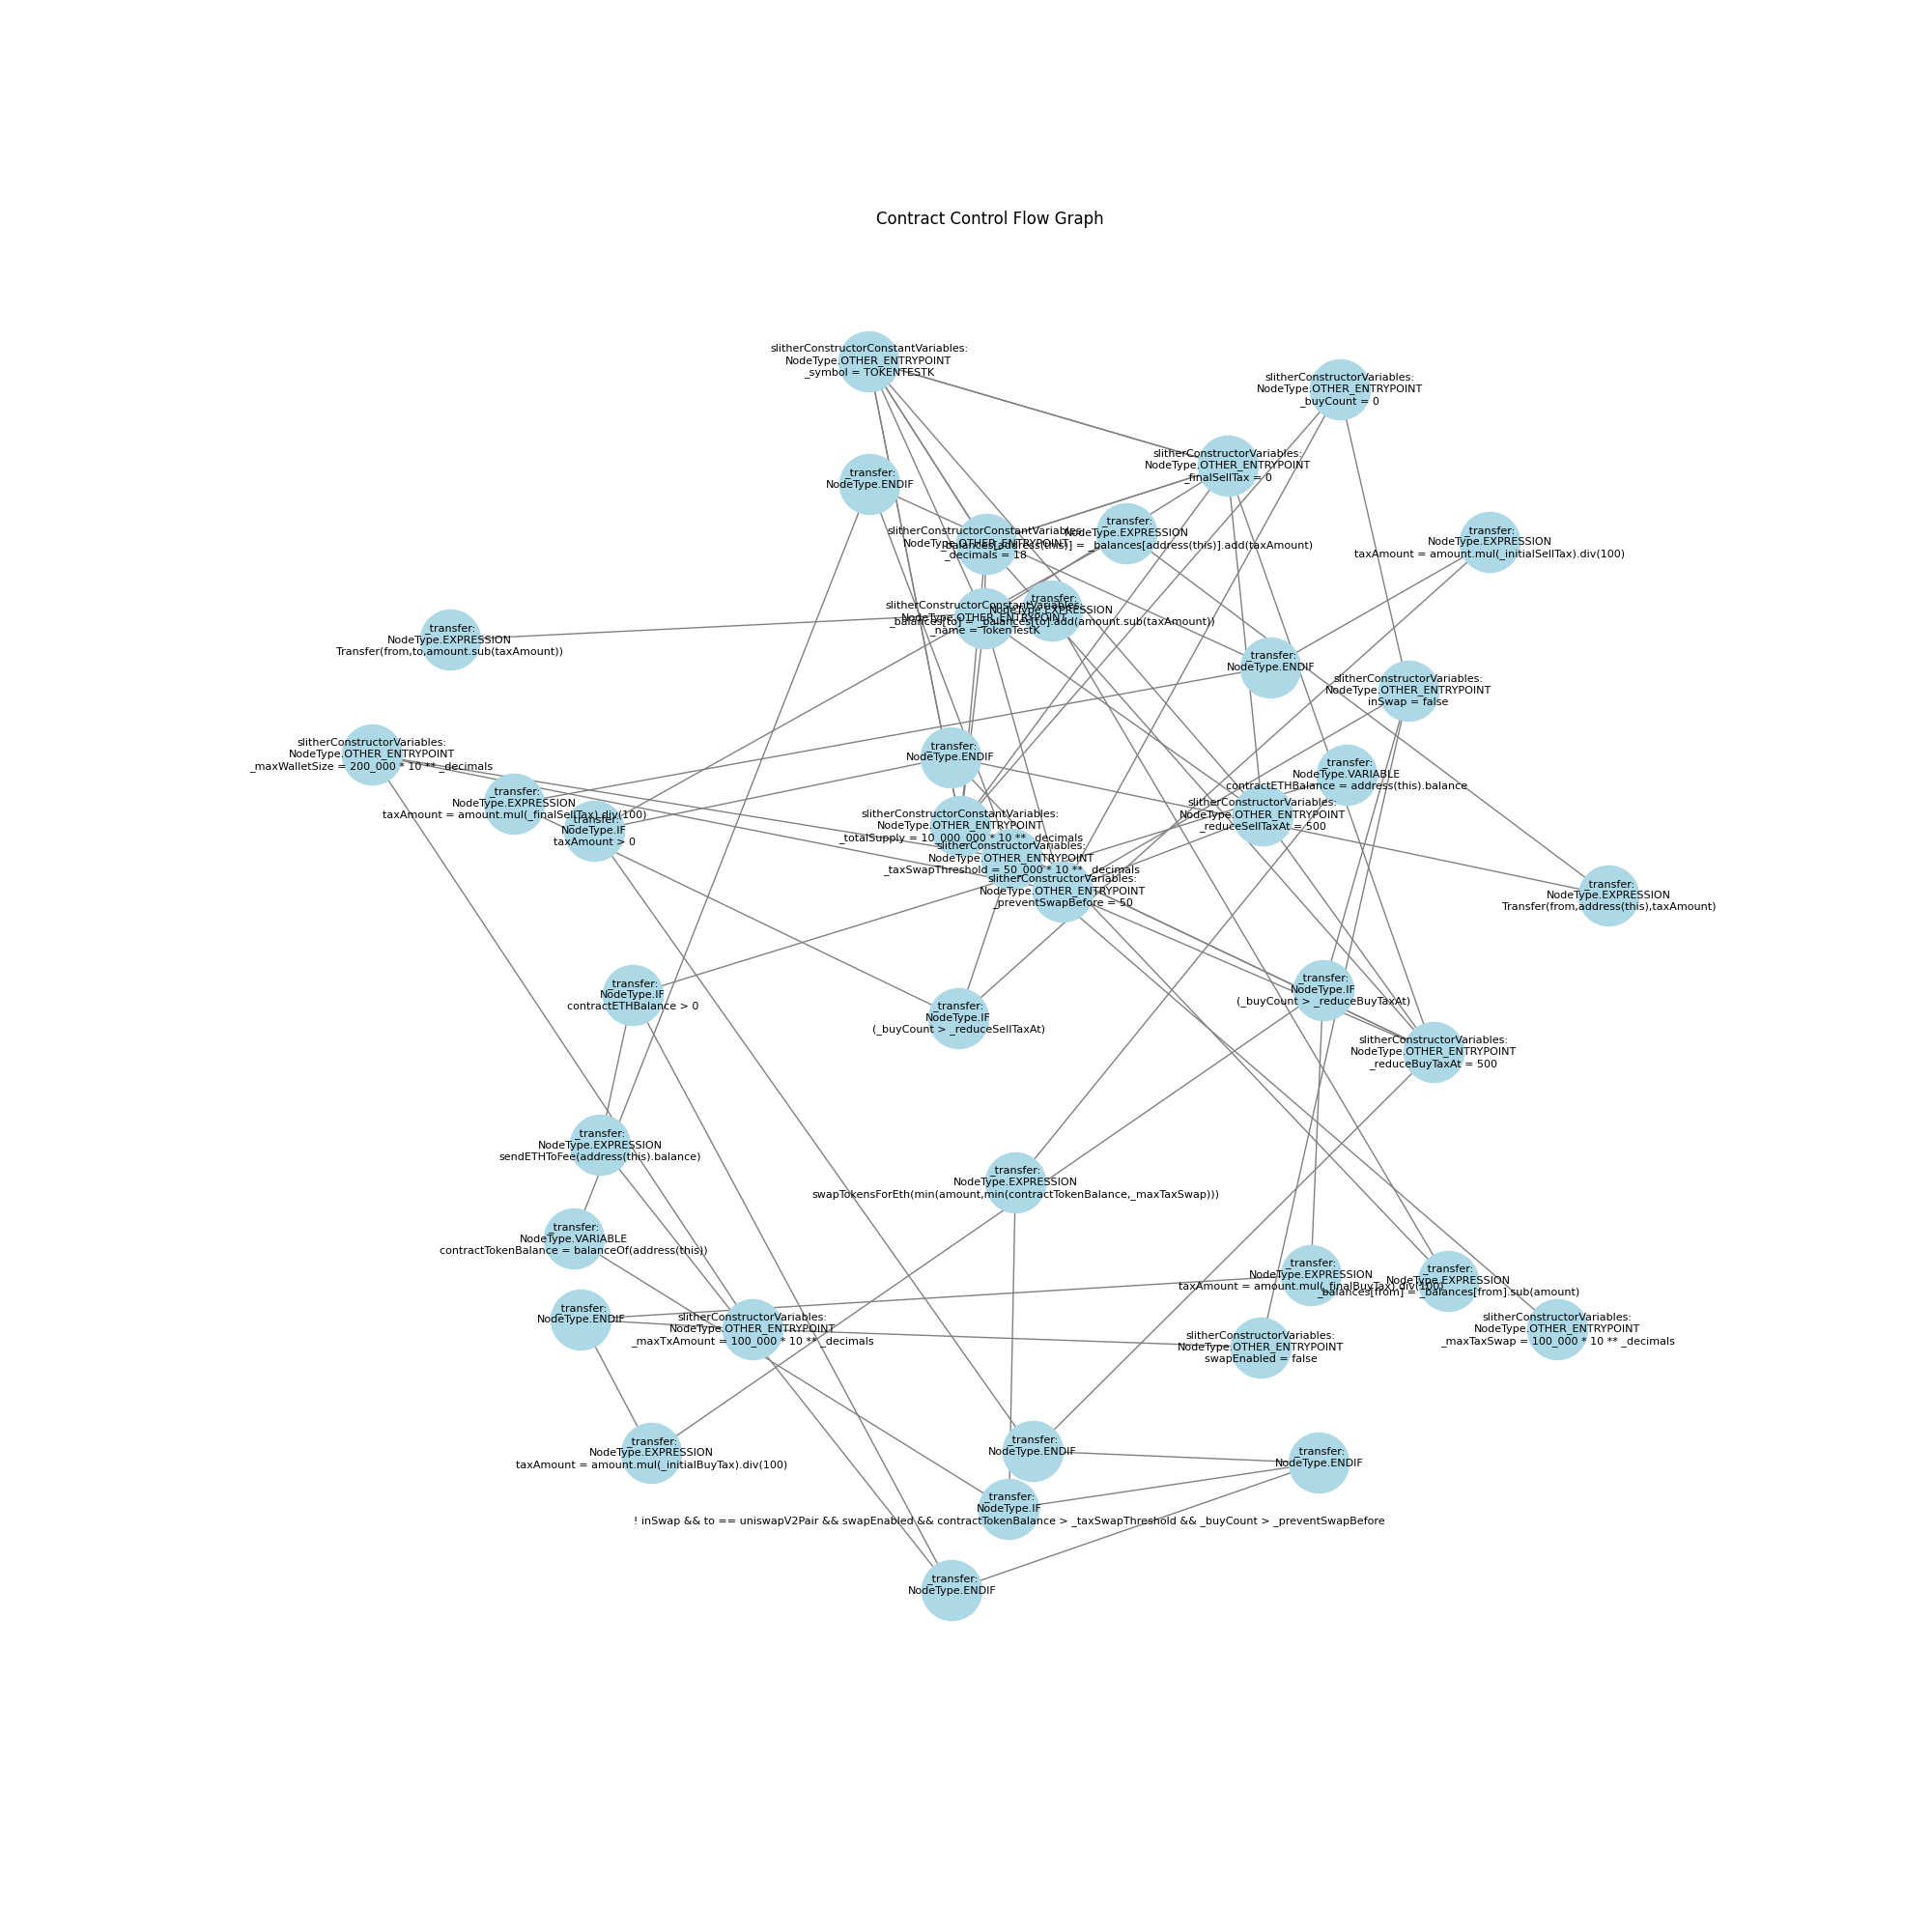 Contract Control Flow Graph
slitherConstructorConstantVariables:
NodeType.OTHER_ENTRYPOINT
_symbol = TOKENTESTK
slitherConstructorVariables:
NodeType.OTHER_ENTRYPOINT
_buyCount = 0
slitherConstructorVariables:
NodeType.OTHER_ENTRYPOINT
_finalSellTax = 0
_transfer:
NodeType.ENDIF
slitherConstructorConstantVariables:
NodeType.OTHER_ENTRYPOINT
_decimals = 18
_transfer:
NodeType.EXPRESSION
_balances[address(this)] = _balances[address(this)].add(taxAmount)
_transfer:
NodeType.EXPRESSION
taxAmount = amount.mul(_initialSellTax).div(100)
slitherConstructorConstantVariables:
NodeType.OTHER_ENTRYPOINT
_name = TokenTestK
_transfer:
NodeType.EXPRESSION
_balances[to] = _balances[to].add(amount.sub(taxAmount))
_transfer:
NodeType.EXPRESSION
Transfer(from,to,amount.sub(taxAmount))
_transfer:
NodeType.ENDIF
slitherConstructorVariables:
NodeType.OTHER_ENTRYPOINT
inSwap = false
slitherConstructorVariables:
NodeType.OTHER_ENTRYPOINT
_maxWalletSize = 200_000 * 10 ** _decimals
_transfer:
NodeType.ENDIF
_transfer:
NodeType.VARIABLE
contractETHBalance = address(this).balance
_transfer:
NodeType.EXPRESSION
taxAmount = amount.mul(_finalSellTax).div(100)
_transfer:
NodeType.IF
taxAmount > 0
slitherConstructorVariables:
NodeType.OTHER_ENTRYPOINT
_reduceSellTaxAt = 500
slitherConstructorConstantVariables:
NodeType.OTHER_ENTRYPOINT
_totalSupply = 10_000_000 * 10 ** _decimals
slitherConstructorVariables:
NodeType.OTHER_ENTRYPOINT
_taxSwapThreshold = 50_000 * 10 ** _decimals
slitherConstructorVariables:
NodeType.OTHER_ENTRYPOINT
_preventSwapBefore = 50
_transfer:
NodeType.EXPRESSION
Transfer(from,address(this),taxAmount)
_transfer:
NodeType.IF
contractETHBalance > 0
_transfer:
NodeType.IF
(_buyCount > _reduceSellTaxAt)
_transfer:
NodeType.IF
(_buyCount > _reduceBuyTaxAt)
slitherConstructorVariables:
NodeType.OTHER_ENTRYPOINT
_reduceBuyTaxAt = 500
_transfer:
NodeType.EXPRESSION
sendETHToFee(address(this).balance)
_transfer:
NodeType.EXPRESSION
swapTokensForEth(min(amount,min(contractTokenBalance,_maxTaxSwap)))
_transfer:
NodeType.VARIABLE
contractTokenBalance = balanceOf(address(this))
_transfer:
NodeType.EXPRESSION
taxAmount = amount.mul(_finalBuyTax).div(100)
_transfer:
NodeType.EXPRESSION
_balances[from] = _balances[from].sub(amount)
_transfer:
NodeType.ENDIF
slitherConstructorVariables:
NodeType.OTHER_ENTRYPOINT
_maxTxAmount = 100_000 * 10 ** _decimals
slitherConstructorVariables:
NodeType.OTHER_ENTRYPOINT
swapEnabled = false
slitherConstructorVariables:
NodeType.OTHER_ENTRYPOINT
_maxTaxSwap = 100_000 * 10 ** _decimals
_transfer:
NodeType.EXPRESSION
taxAmount = amount.mul(_initialBuyTax).div(100)
_transfer:
NodeType.ENDIF
_transfer:
NodeType.ENDIF
_transfer:
NodeType.IF
! inSwap && to == uniswapV2Pair && swapEnabled && contractTokenBalance > _taxSwapThreshold && _buyCount > _preventSwapBefore
_transfer:
NodeType.ENDIF